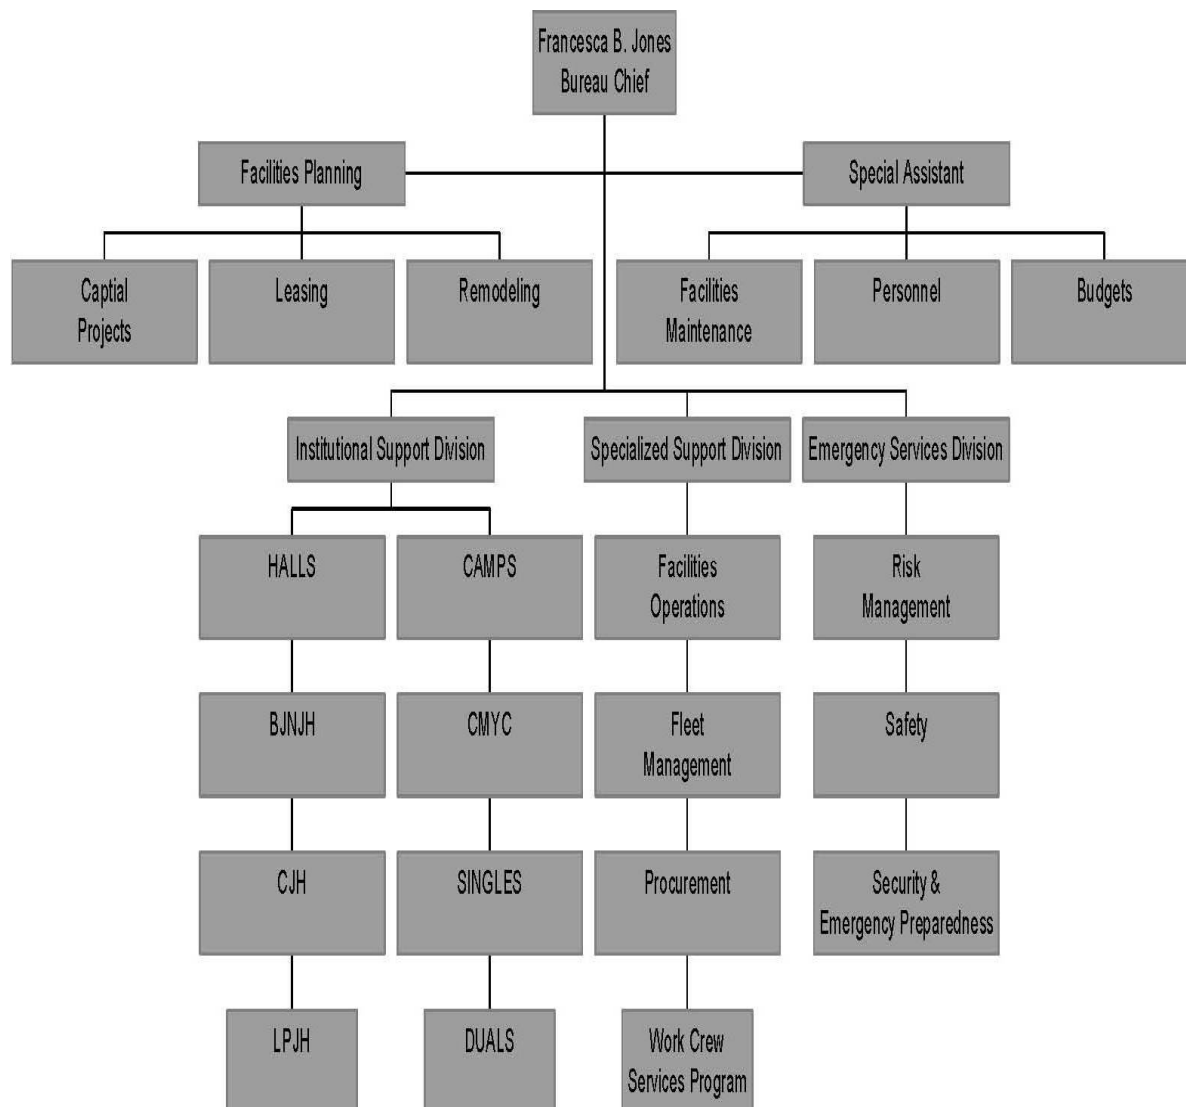 Francesca B. Jones
Bureau Chief
Facilities Planning
Special Assistant
Captial
Projects
Leasing
Remodeling
Facilities
Maintenance
Personnel
Budgets
Institutional Support Division
Specialized Support Division
Emergency Services Division
HALLS
CAMPS
Facilities
Operations
Risk
Management
BJNJH
CMYC
Fleet
Management
Safety
CJH
SINGLES
Procurement
Security &
Emergency Preparedness
LPJH
DUALS
Work Crew
Services Program